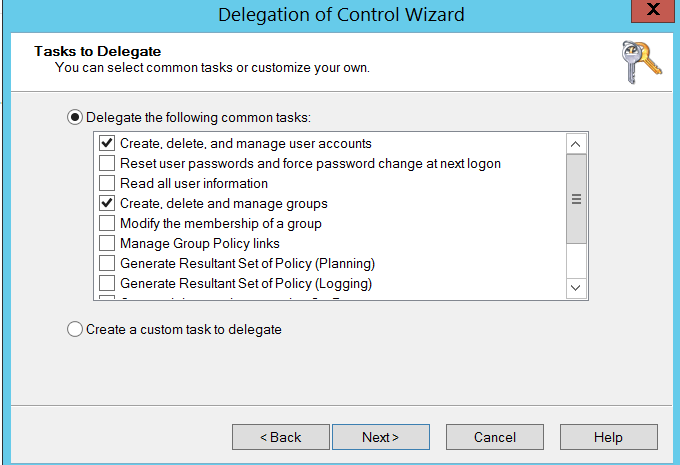 Delegation of Control Wizard
X
Tasks to Delegate
You can select common tasks or customize your own.
Delegate the following common tasks:
Create, delete, and manage user accounts
Reset user passwords and force password change at next logon
Read all user information
Create, delete and manage groups
Modify the membership of a group
Manage Group Policy links
Generate Resultant Set of Policy (Planning)
Generate Resultant Set of Policy (Logging)
Create a custom task to delegate
< Back
Next >
Cancel
Help